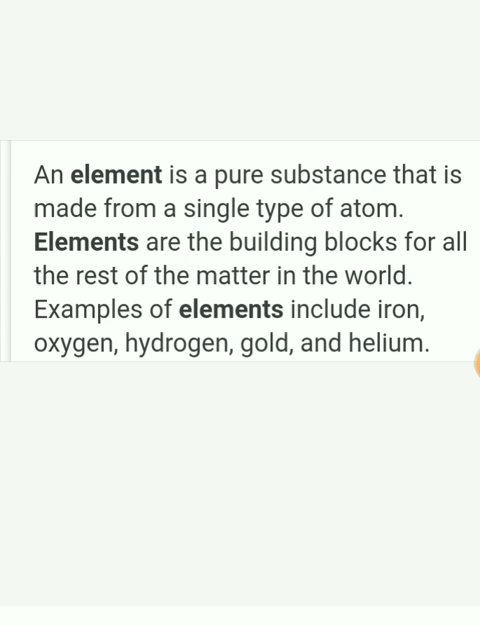 An element is a pure substance that is
made from a single type of atom.
Elements are the building blocks for all
the rest of the matter in the world.
Examples of elements include iron,
oxygen, hydrogen, gold, and helium.